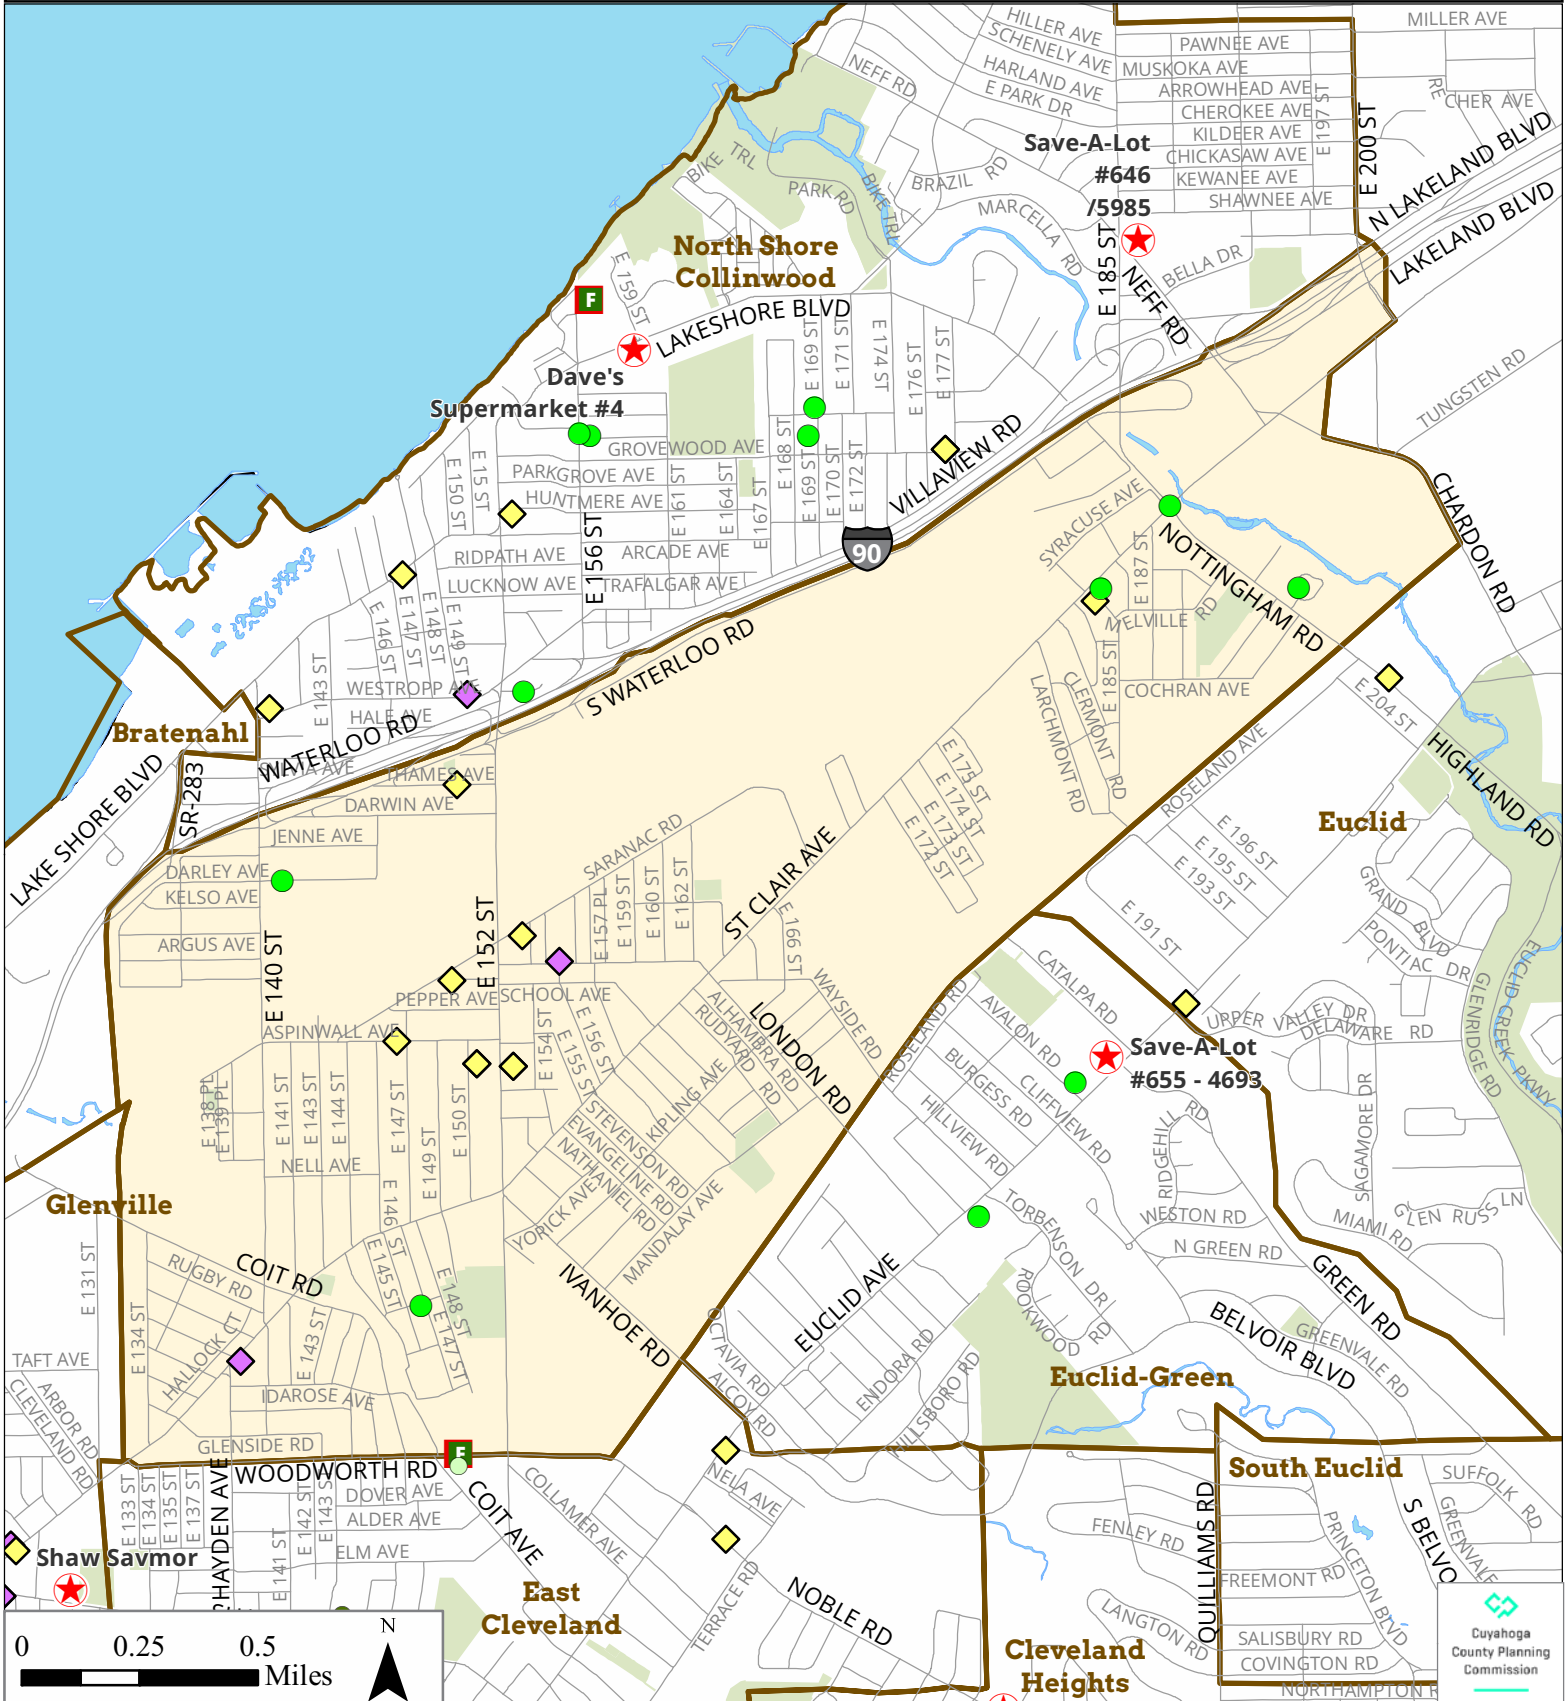 HILLER AVE
SCHENELY AVE
HARLAND AVE
E PARK DR
NEFF RD
MILLER AVE
PAWNEE AVE
MUSKOKA AVE
ARROWHEAD AVE
CHEROKEE AVE
KILDEER AVE
CHICKASAW AVE
KEWANEE AVE
SHAWNEE AVE
E 197 ST
E 200 ST
CHER AVE
N LAKELAND BLVD
LAKELAND BLVD
Save-A-Lot
#646
/5985
BIKE TRL
PARK RD
BIKE TRL
BRAZIL RD
MARCELLA RD
E 185 ST
NEFF RD
BELLA DR
North Shore
Collinwood
E 159 ST
F
LAKESHORE BLVD
Dave's
Supermarket #4
E 169 ST
E 171 ST
E 174 ST
E 176 ST
E 177 ST
TUNGSTEN RD
GROVEWOOD AVE
PARKGROVE AVE
HUNTMERE AVE
E 150 ST
E 15 ST
E 161 ST
E 164 ST
E 167 ST
E 168 ST
E 169 ST
E 170 ST
E 172 ST
VILLAVIEW RD
90
RIDPATH AVE
ARCADE AVE
LUCKNOW AVE
TRAFALGAR AVE
E 156 ST
SYRACUSE AVE
NOTTINGHAM RD
CHARDON RD
E 187 ST
MELVILLE RD
E 185 ST
COCHRAN AVE
CLERMONT RD
LARCHMONT RD
E 146 ST
E 147 ST
E 148 ST
E 149 ST
E 143 ST
WESTROPP AVE
HALE AVE
WATERLOO RD
S WATERLOO RD
Bratenahl
LAKE SHORE BLVD
SR-283
THAMES AVE
DARWIN AVE
JENNE AVE
DARLEY AVE
KELSO AVE
ARGUS AVE
E 140 ST
E 152 ST
SARANAC RD
ST CLAIR AVE
E 157 PL
E 159 ST
E 160 ST
E 162 ST
E 166 ST
E 175 ST
E 174 ST
E 173 ST
E 172 ST
E 204 ST
HIGHLAND RD
ROSELAND AVE
Euclid
E 196 ST
E 195 ST
E 193 ST
E 191 ST
GRAND BLVD
PONTIAC DR
GLENRIDGE RD
EUCLID CREEK PKWY
UPPER VALLEY DR
DELAWARE RD
PEPPER AVE
SCHOOL AVE
ASPINWALL AVE
E 154 ST
E 155 ST
E 156 ST
ALHAMBRA RD
RUDYARD RD
LONDON RD
WAYSIDE RD
ROSELAND RD
CATALPA RD
AVALON RD
BURGESS RD
CLIFFVIEW RD
HILLVIEW RD
Save-A-Lot
#655 - 4693
RIDGEHILL RD
SAGAMORE DR
E 138 PL
E 139 PL
E 141 ST
E 143 ST
E 144 ST
E 147 ST
E 149 ST
E 150 ST
NELL AVE
KIPLING AVE
STEVENSON RD
EVANGELINE RD
NATHANIEL RD
YORICK AVE
MANDALAY AVE
Glenville
E 131 ST
COIT RD
RUGBY RD
E 146 ST
E 145 ST
E 148 ST
E 147 ST
E 134 ST
HALLOCK CT
E 143 ST
IDAROSE AVE
IVANHOE RD
TORBENSON DR
WESTON RD
N GREEN RD
MIAMI RD
GLEN RUSS LN
GREEN RD
BELVOIR BLVD
GREENVALE RD
EUCLID AVE
OCTAVIA RD
ALCOY RD
ENDORA RD
HILLSBORO RD
ROOKWOOD RD
Euclid-Green
TAFT AVE
ARBOR RD
CLEVELAND RD
GLENSIDE RD
WOODWORTH RD
F
E 133 ST
E 134 ST
E 135 ST
E 137 ST
HAYDEN AVE
E 142 ST
E 143 S
E 141 ST
DOVER AVE
ALDER AVE
ELM AVE
COIT AVE
COLLAMER AVE
NELA AVE
TERRACE RD
NOBLE RD
Shaw Savmor
East
Cleveland
South Euclid
SUFFOLK RD
GREENVALE
S BELVO
QUILLIAMS RD
FENLEY RD
LANGTON RD
FREEMONT RD
PRINCETON BLVD
SALISBURY RD
COVINGTON RD
NORTHAMPTON R
Cleveland
Heights
0 0.25 0.5
Miles
N
Cuyahoga
County Planning
Commission